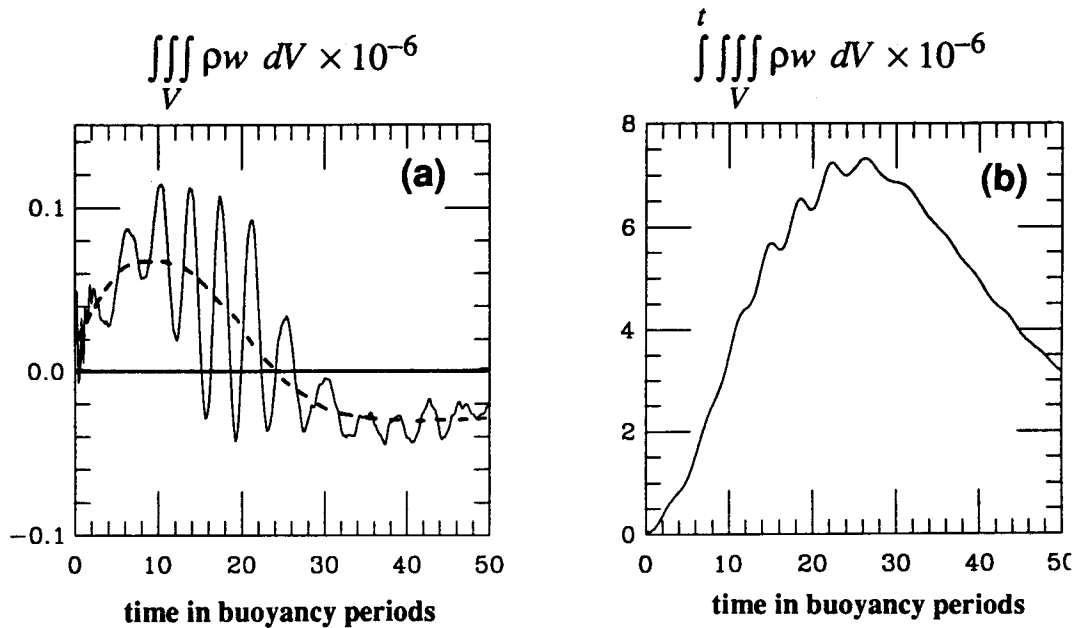 ∫∫∫ ρw dV × 10⁻⁶
V
(a)
0.1
0.0
−0.1
0 10 20 30 40 50
time in buoyancy periods
t
∫ ∫∫∫ ρw dV × 10⁻⁶
V
(b)
8
6
4
2
0
0 10 20 30 40 50
time in buoyancy periods